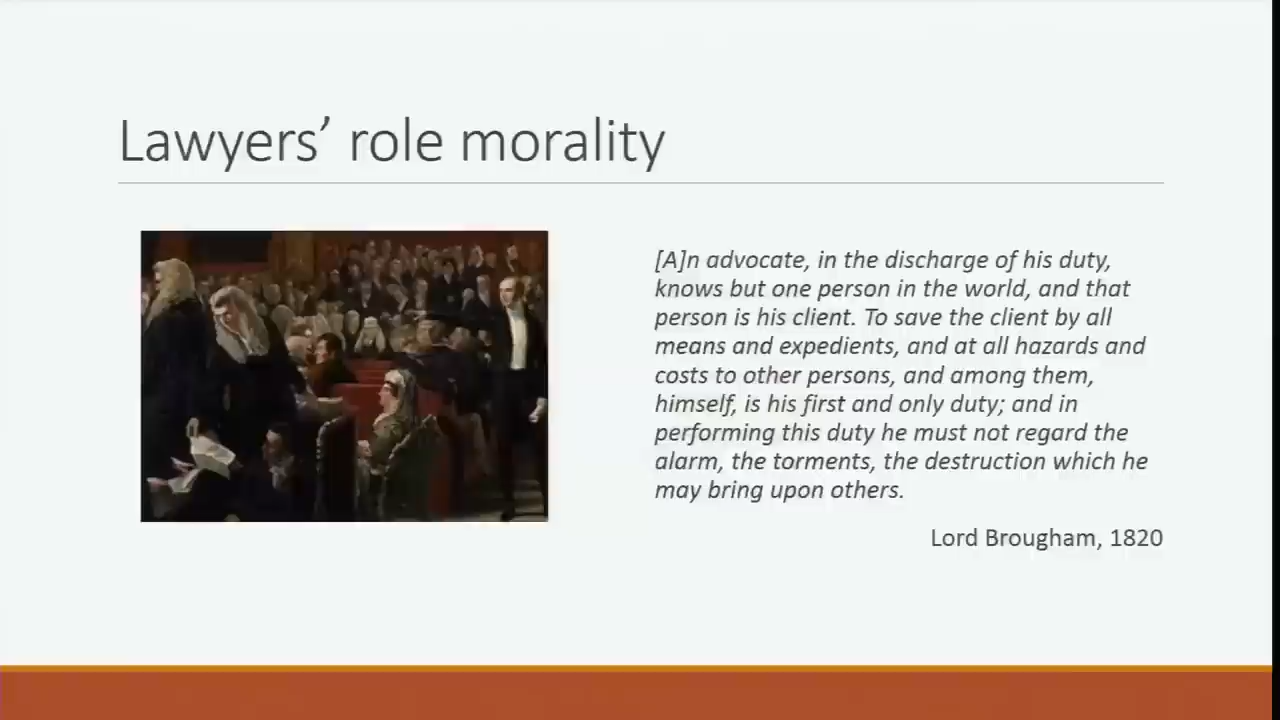 Lawyers’ role morality
[A]n advocate, in the discharge of his duty,
knows but one person in the world, and that
person is his client. To save the client by all
means and expedients, and at all hazards and
costs to other persons, and among them,
himself, is his first and only duty; and in
performing this duty he must not regard the
alarm, the torments, the destruction which he
may bring upon others.
Lord Brougham, 1820